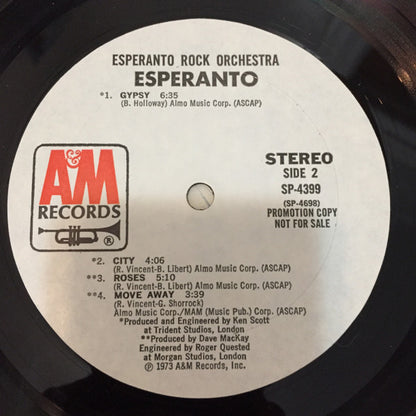 ESPERANTO ROCK ORCHESTRA
ESPERANTO
*1. GYPSY 6:35
(B. Holloway) Almo Music Corp. (ASCAP)
A&M
RECORDS
®
STEREO
SIDE 2
SP-4399
(SP-4698)
PROMOTION COPY
NOT FOR SALE
*2. CITY 4:06
(R. Vincent-B. Libert) Almo Music Corp. (ASCAP)
**3. ROSES 5:10
(R. Vincent-B. Libert) Almo Music Corp. (ASCAP)
**4. MOVE AWAY 3:39
(R. Vincent-G. Shorrock)
Almo Music Corp./MAM (Music Pub.) Corp. (ASCAP)
*Produced and Engineered by Ken Scott
at Trident Studios, London
**Produced by Dave MacKay
Engineered by Roger Quested
at Morgan Studios, London
Ⓟ 1973 A&M Records, Inc.